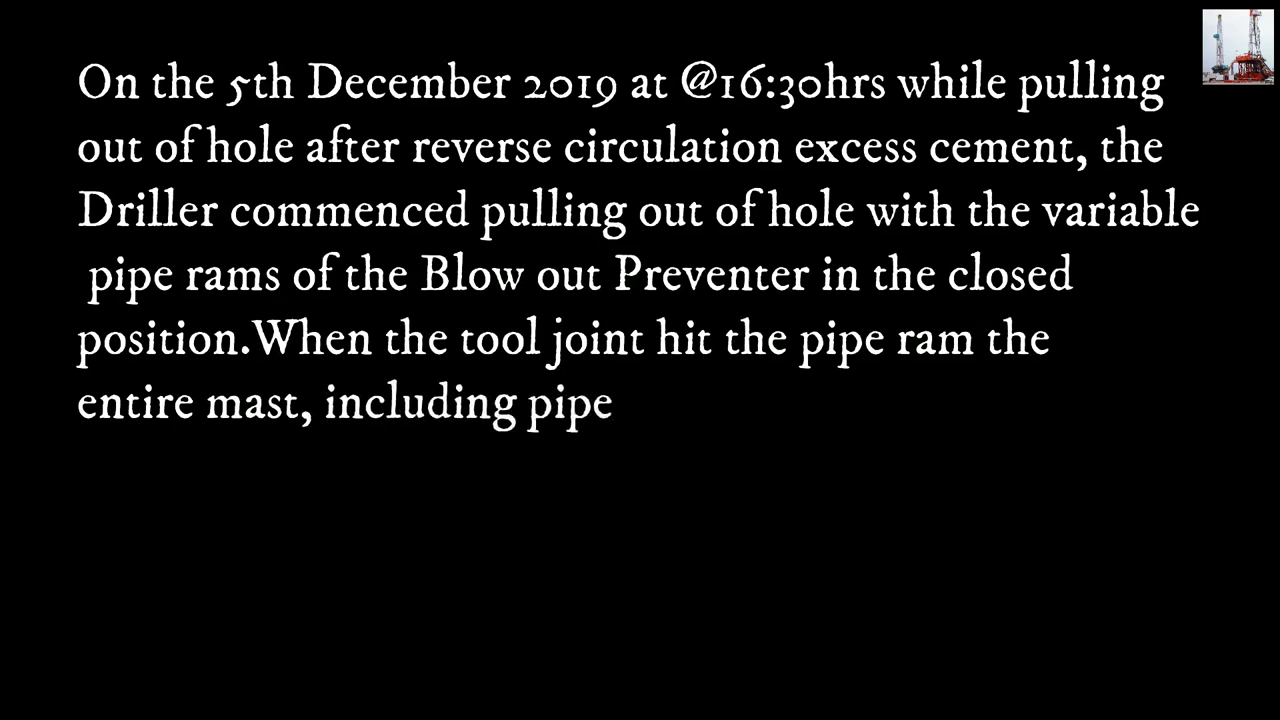 On the 5th December 2019 at @16:30hrs while pulling
out of hole after reverse circulation excess cement, the
Driller commenced pulling out of hole with the variable
pipe rams of the Blow out Preventer in the closed
position.When the tool joint hit the pipe ram the
entire mast, including pipe